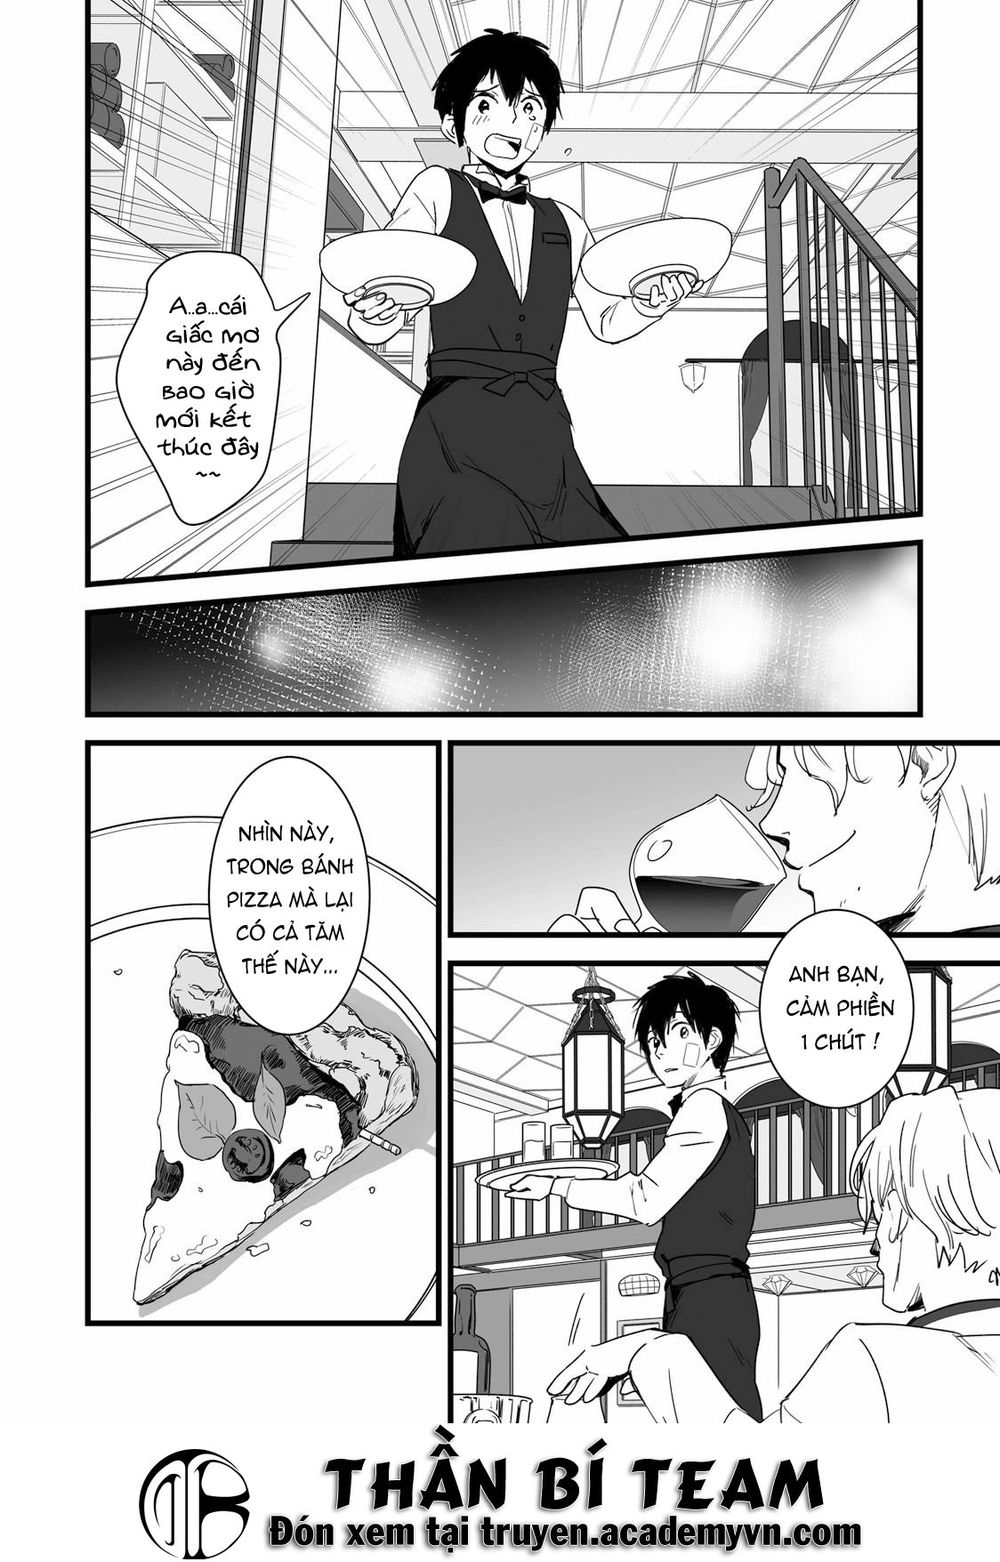 A..a...cái
giấc mơ
này đến
bao giờ
mới kết
thúc đây
~~
ANH BẠN,
CẢM PHIỀN
1 CHÚT !
NHÌN NÀY,
TRONG BÁNH
PIZZA MÀ LẠI
CÓ CẢ TĂM
THẾ NÀY...
THẦN BÍ TEAM
Đón xem tại truyen.academyvn.com